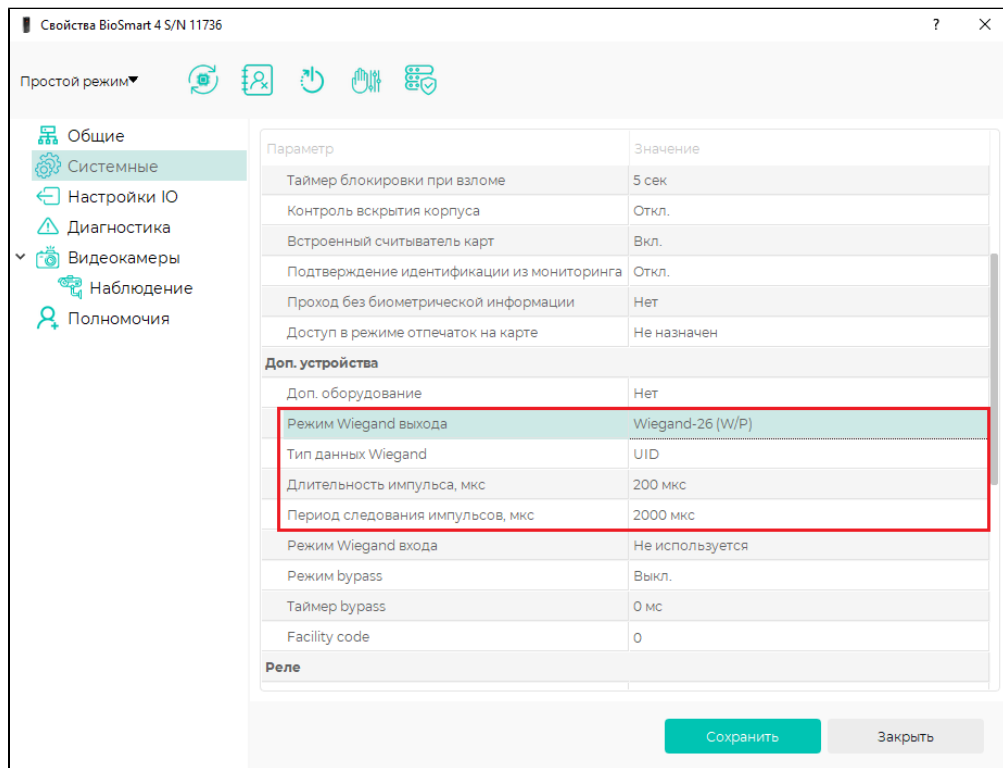 Свойства BioSmart 4 S/N 11736 ? ✕
Простой режим▼
Общие
Системные
Настройки IO
Диагностика
Видеокамеры
Наблюдение
Полномочия
Параметр Значение
Таймер блокировки при взломе 5 сек
Контроль вскрытия корпуса Откл.
Встроенный считыватель карт Вкл.
Подтверждение идентификации из мониторинга Откл.
Проход без биометрической информации Нет
Доступ в режиме отпечаток на карте Не назначен
Доп. устройства
Доп. оборудование Нет
Режим Wiegand выхода Wiegand-26 (W/P)
Тип данных Wiegand UID
Длительность импульса, мкс 200 мкс
Период следования импульсов, мкс 2000 мкс
Режим Wiegand входа Не используется
Режим bypass Выкл.
Таймер bypass 0 мс
Facility code 0
Реле
Сохранить Закрыть